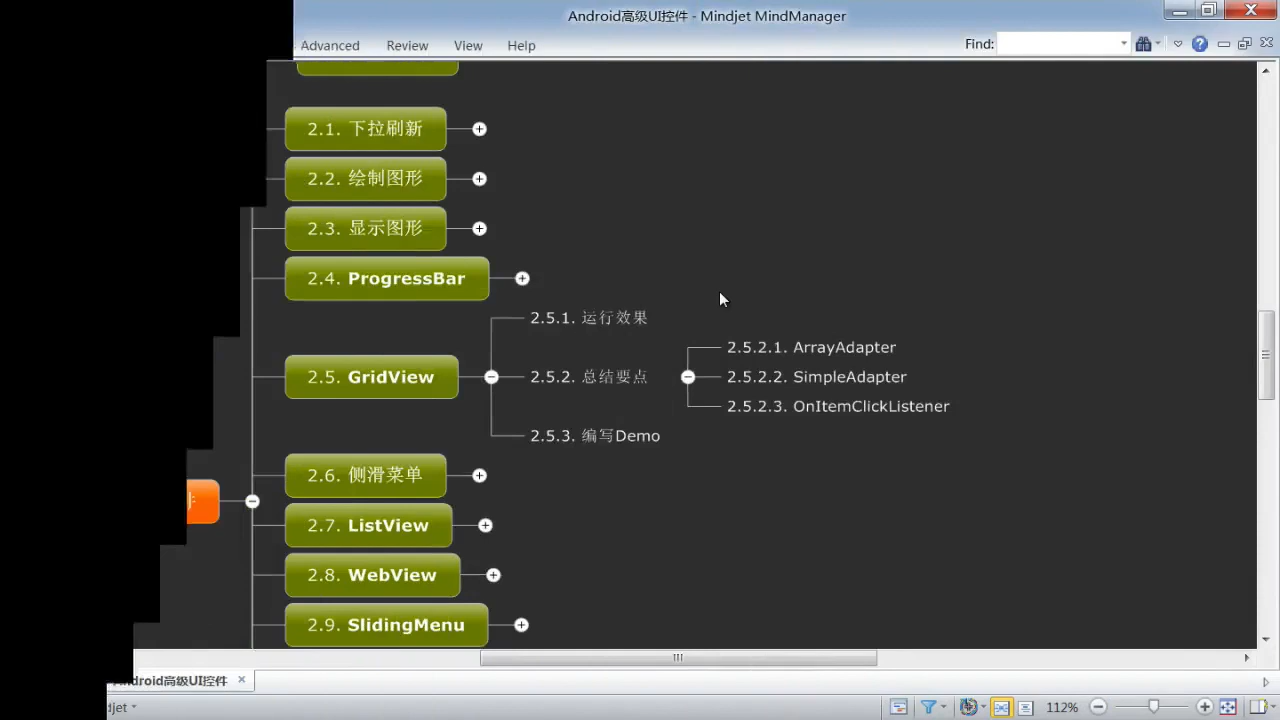 Android高级UI控件 - Mindjet MindManager
Advanced Review View Help
Find:
2.1. 下拉刷新
2.2. 绘制图形
2.3. 显示图形
2.4. ProgressBar
2.5.1. 运行效果
2.5.2.1. ArrayAdapter
2.5. GridView
2.5.2. 总结要点
2.5.2.2. SimpleAdapter
2.5.2.3. OnItemClickListener
2.5.3. 编写Demo
2.6. 侧滑菜单
件
2.7. ListView
2.8. WebView
2.9. SlidingMenu
Android高级UI控件
djet
112%